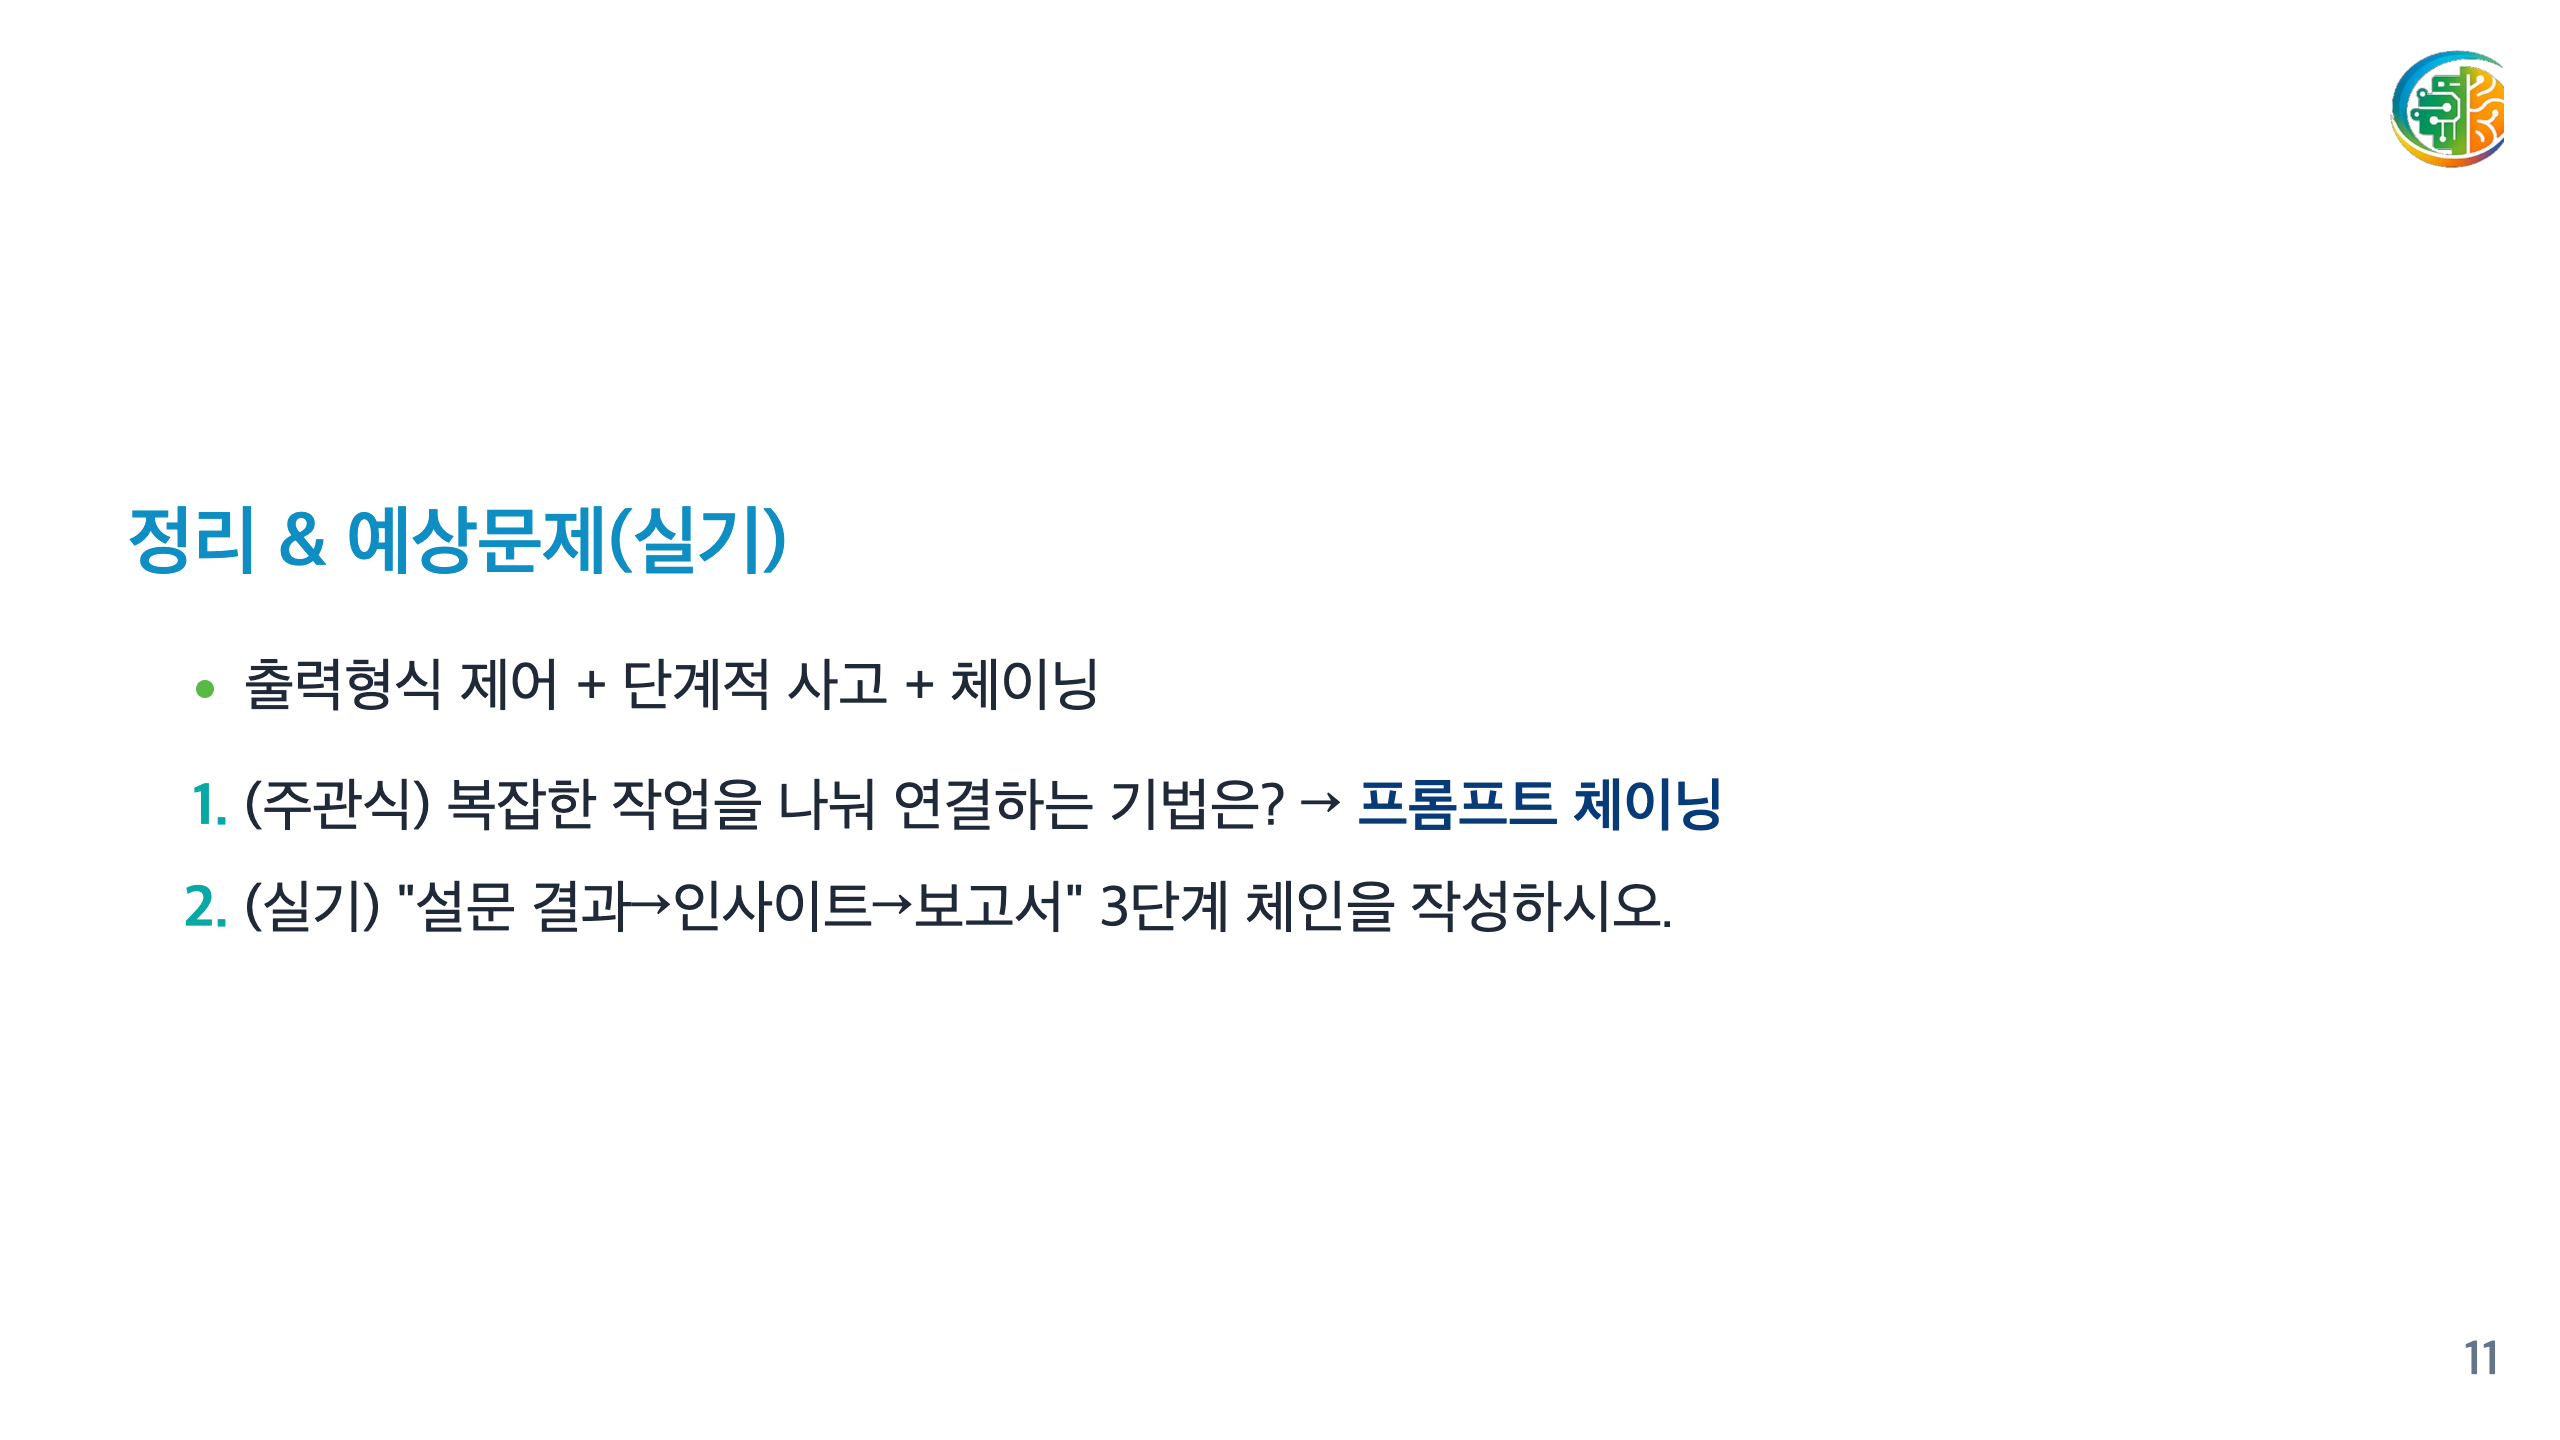 정리 & 예상문제(실기)
• 출력형식 제어 + 단계적 사고 + 체이닝
1. (주관식) 복잡한 작업을 나눠 연결하는 기법은? → 프롬프트 체이닝
2. (실기) "설문 결과→인사이트→보고서" 3단계 체인을 작성하시오.
11